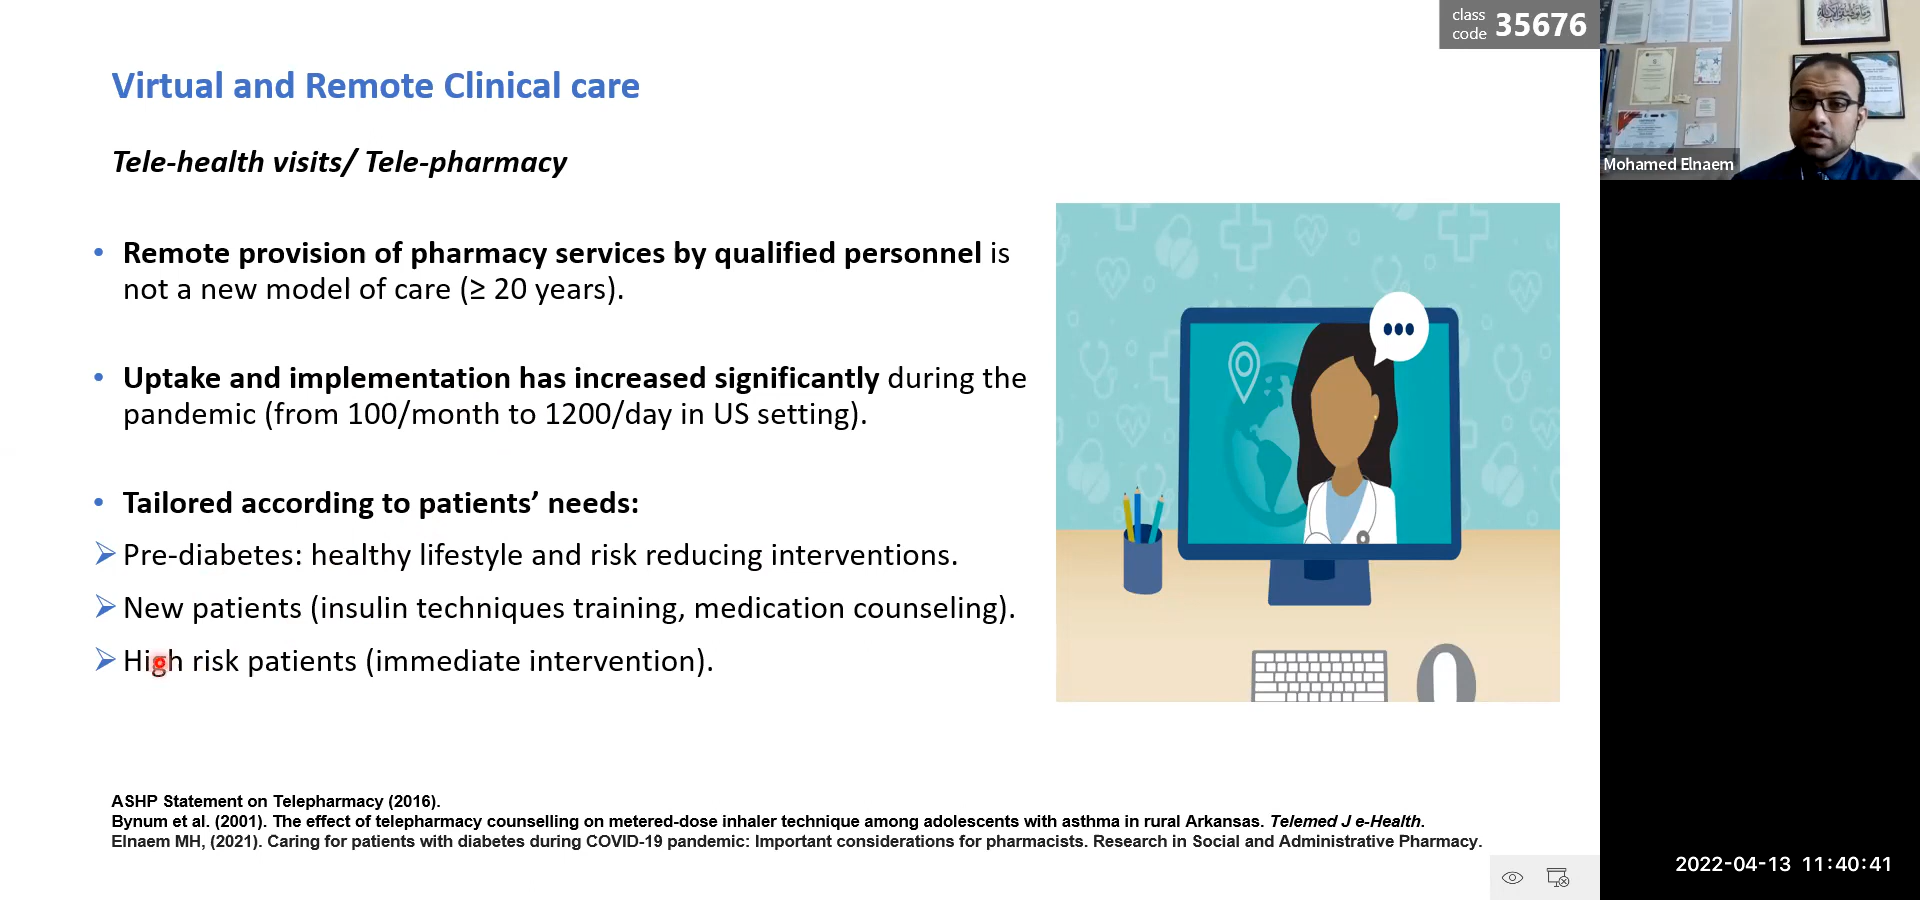 class
code 35676
Virtual and Remote Clinical care
Tele-health visits/ Tele-pharmacy
• Remote provision of pharmacy services by qualified personnel is
not a new model of care (≥ 20 years).
• Uptake and implementation has increased significantly during the
pandemic (from 100/month to 1200/day in US setting).
• Tailored according to patients’ needs:
➢ Pre-diabetes: healthy lifestyle and risk reducing interventions.
➢ New patients (insulin techniques training, medication counseling).
➢ High risk patients (immediate intervention).
ASHP Statement on Telepharmacy (2016).
Bynum et al. (2001). The effect of telepharmacy counselling on metered-dose inhaler technique among adolescents with asthma in rural Arkansas. Telemed J e-Health.
Elnaem MH, (2021). Caring for patients with diabetes during COVID-19 pandemic: Important considerations for pharmacists. Research in Social and Administrative Pharmacy.
Mohamed Elnaem
2022-04-13 11:40:41